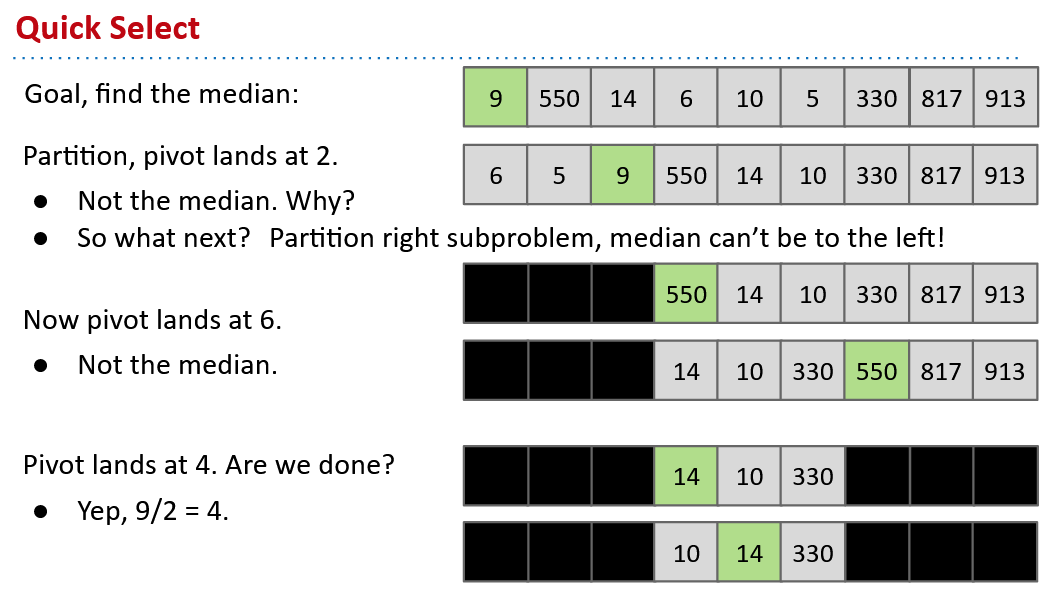 Quick Select
Goal, find the median:
9 550 14 6 10 5 330 817 913
Partition, pivot lands at 2.
6 5 9 550 14 10 330 817 913
● Not the median. Why?
● So what next? Partition right subproblem, median can’t be to the left!
550 14 10 330 817 913
Now pivot lands at 6.
● Not the median.
14 10 330 550 817 913
Pivot lands at 4. Are we done?
14 10 330
● Yep, 9/2 = 4.
10 14 330